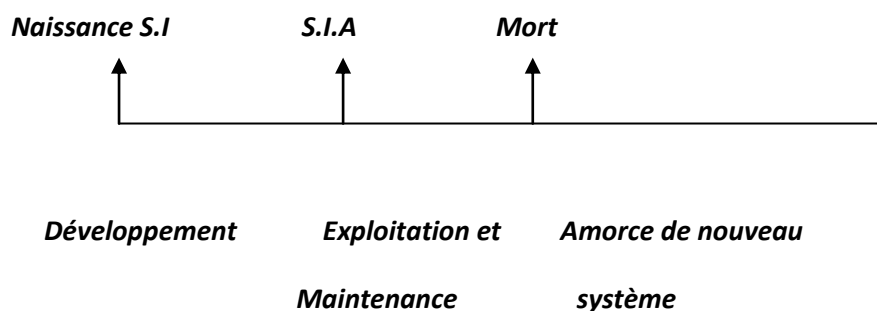 Naissance S.I S.I.A Mort
Développement Exploitation et Amorce de nouveau
Maintenance système